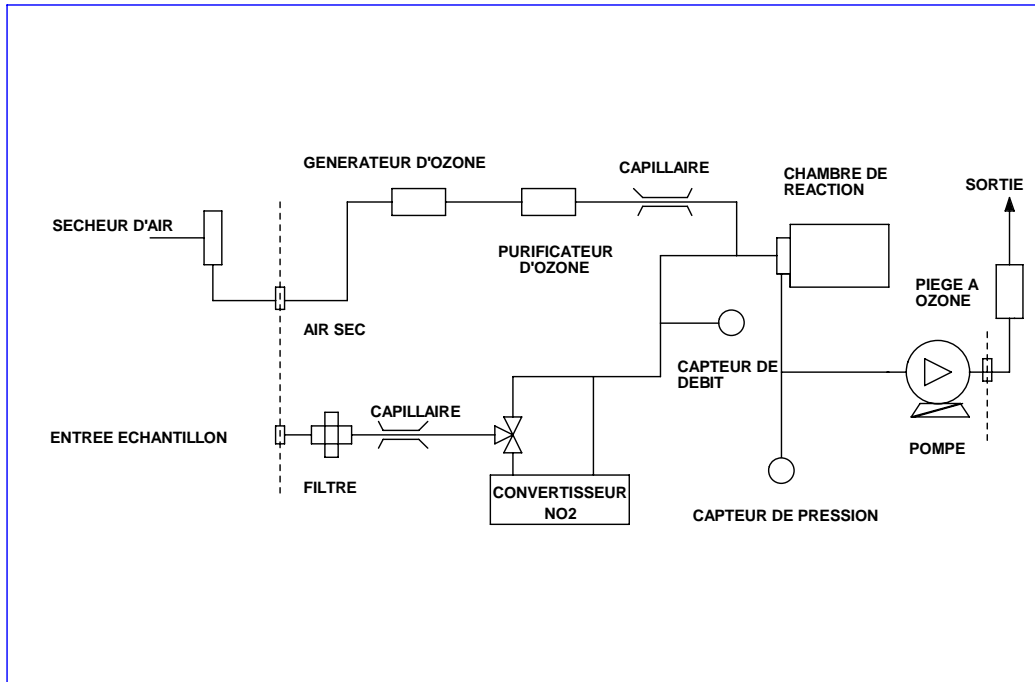 GENERATEUR D'OZONE
CAPILLAIRE
CHAMBRE DE
REACTION
SORTIE
SECHEUR D'AIR
PURIFICATEUR
D'OZONE
PIEGE A
OZONE
AIR SEC
CAPTEUR DE
DEBIT
CAPILLAIRE
ENTREE ECHANTILLON
POMPE
FILTRE
CONVERTISSEUR
NO2
CAPTEUR DE PRESSION